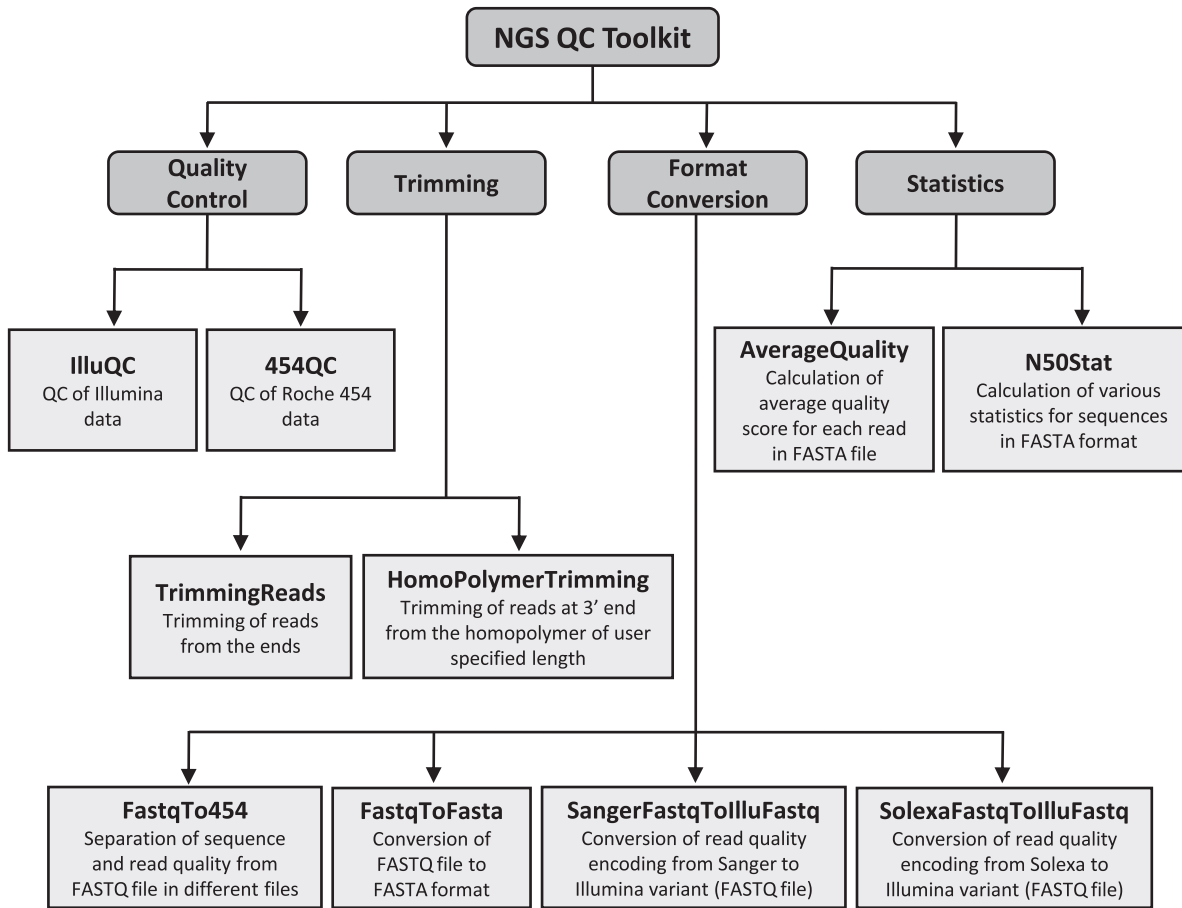 NGS QC Toolkit
Quality
Control
Trimming
Format
Conversion
Statistics
IlluQC
QC of Illumina
data
454QC
QC of Roche 454
data
AverageQuality
Calculation of
average quality
score for each read
in FASTA file
N50Stat
Calculation of various
statistics for sequences
in FASTA format
TrimmingReads
Trimming of reads
from the ends
HomoPolymerTrimming
Trimming of reads at 3’ end
from the homopolymer of user
specified length
FastqTo454
Separation of sequence
and read quality from
FASTQ file in different files
FastqToFasta
Conversion of
FASTQ file to
FASTA format
SangerFastqToIlluFastq
Conversion of read quality
encoding from Sanger to
Illumina variant (FASTQ file)
SolexaFastqToIlluFastq
Conversion of read quality
encoding from Solexa to
Illumina variant (FASTQ file)